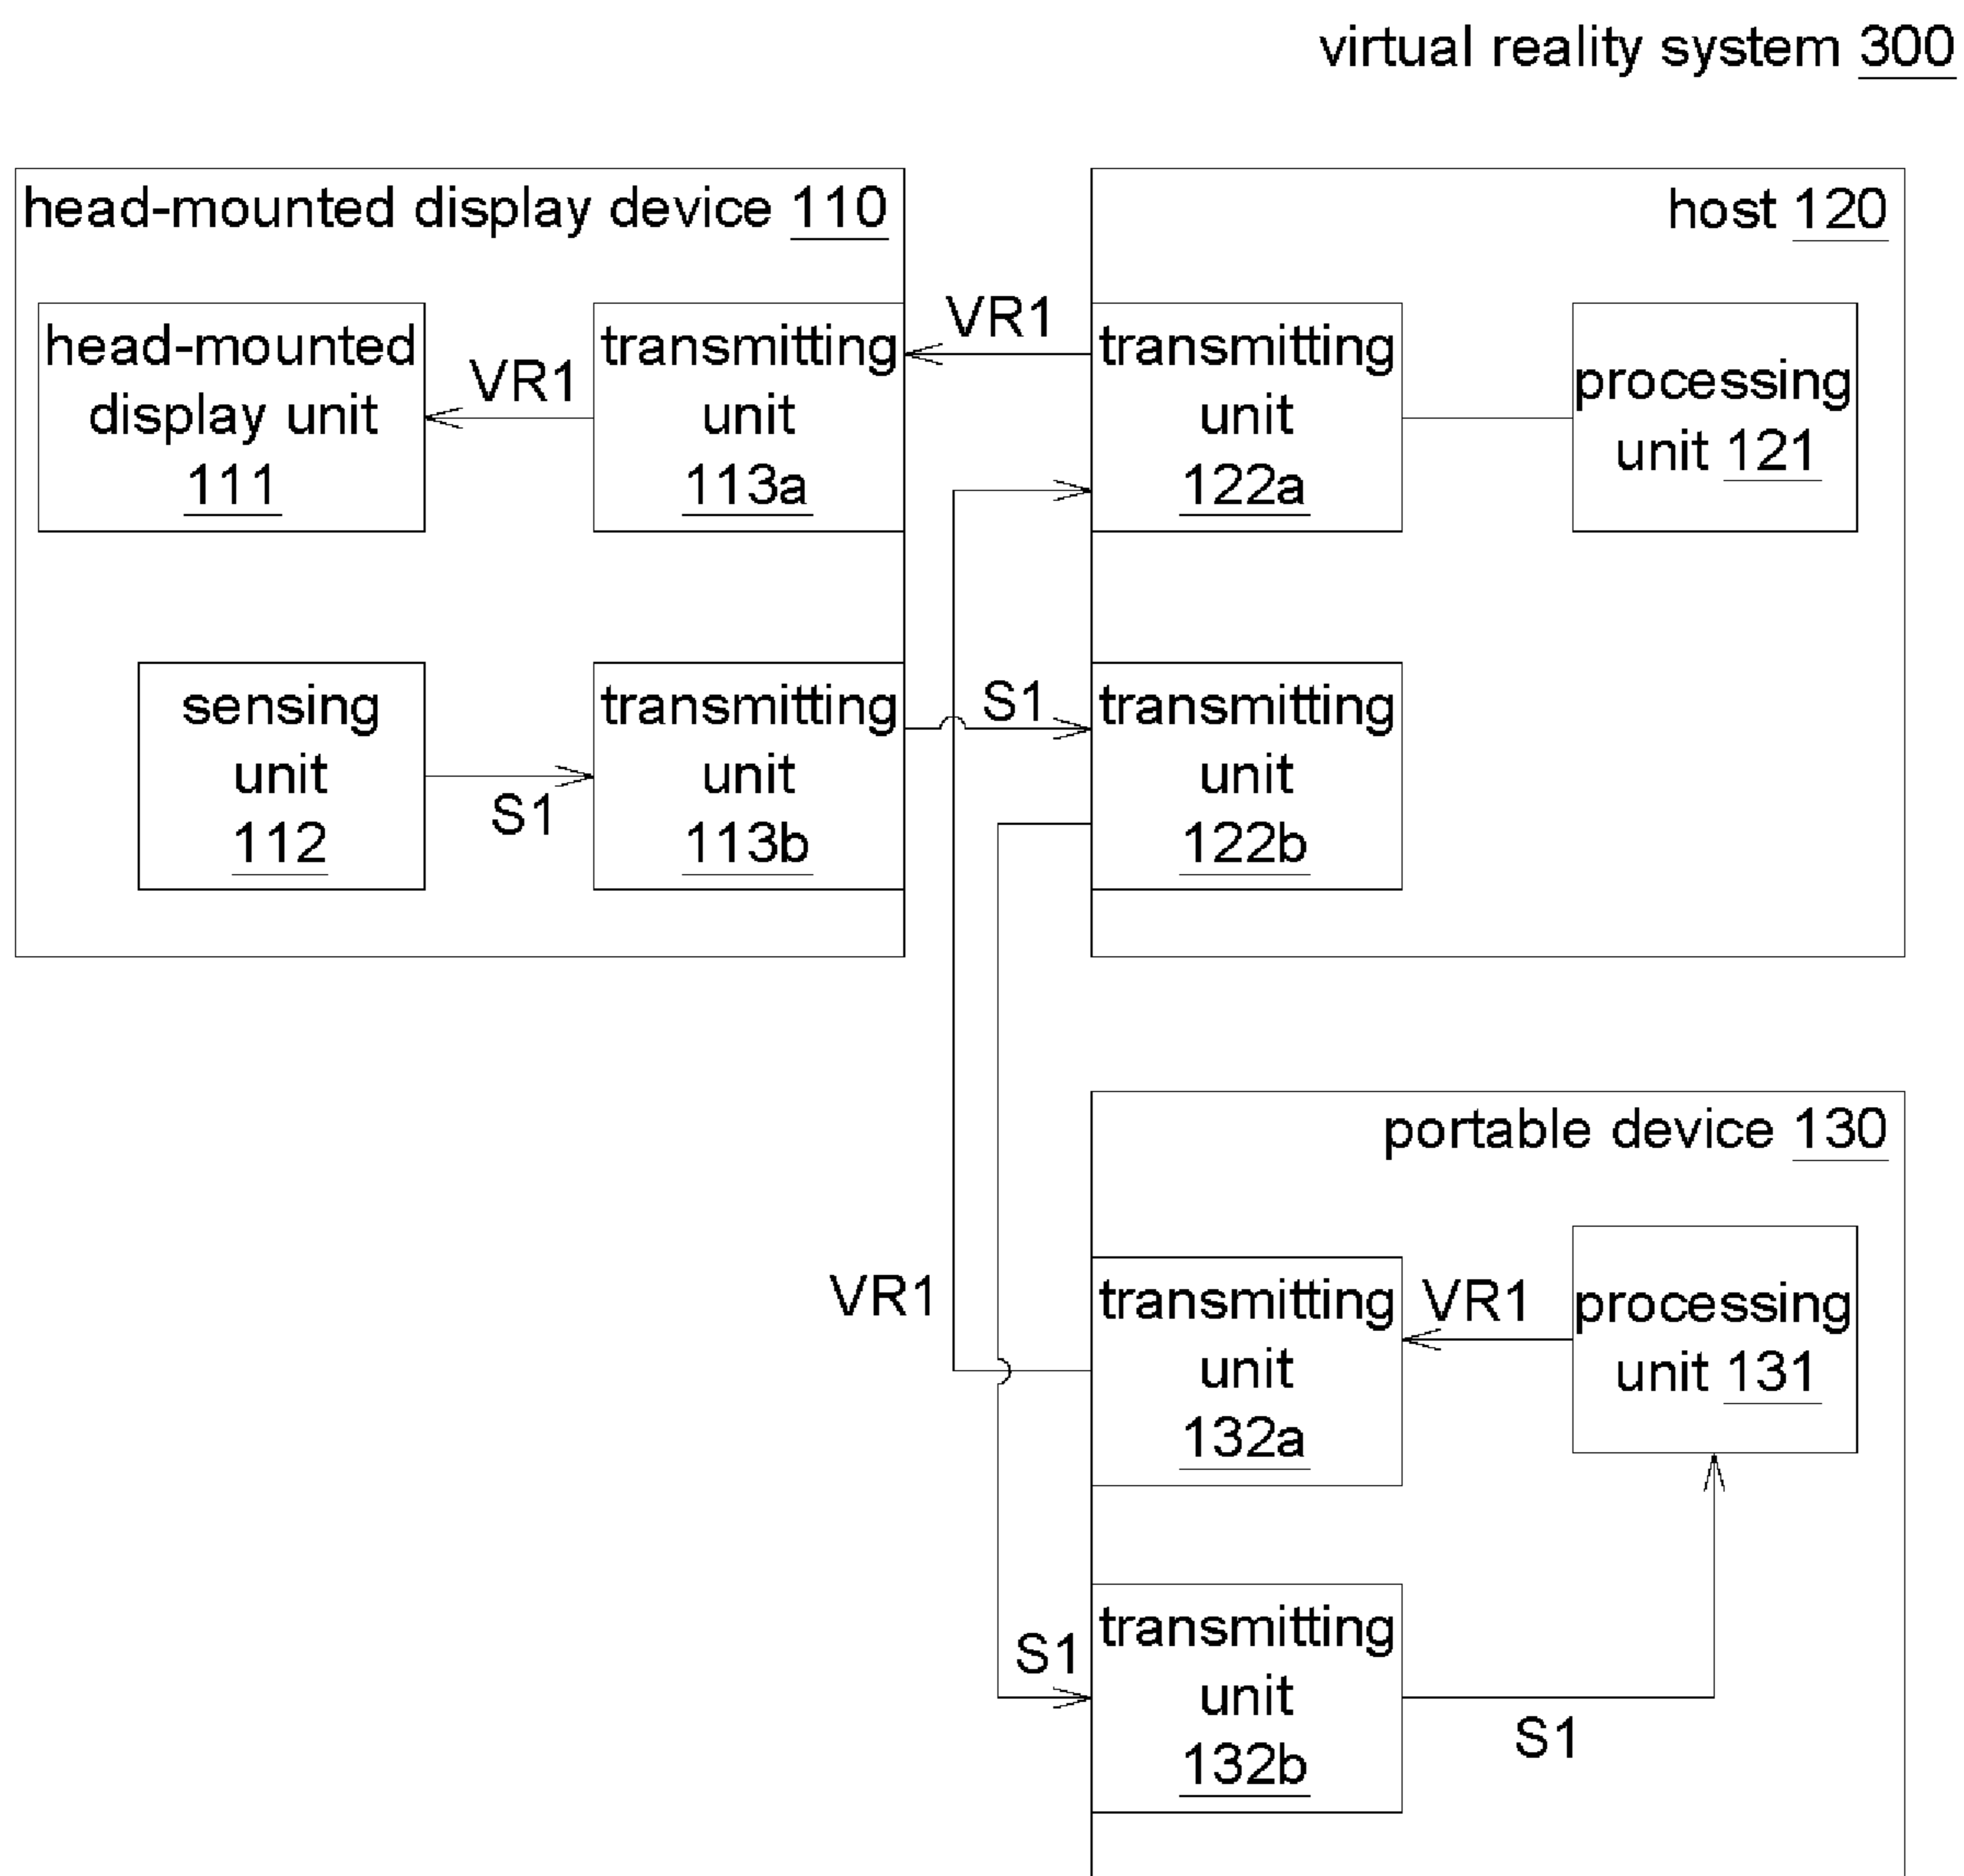 virtual reality system 300
head-mounted display device 110
host 120
head-mounted
display unit
111
VR1
transmitting
unit
113a
VR1
transmitting
unit
122a
processing
unit 121
sensing
unit
112
S1
transmitting
unit
113b
S1
transmitting
unit
122b
portable device 130
VR1
transmitting
unit
132a
VR1
processing
unit 131
S1
transmitting
unit
132b
S1